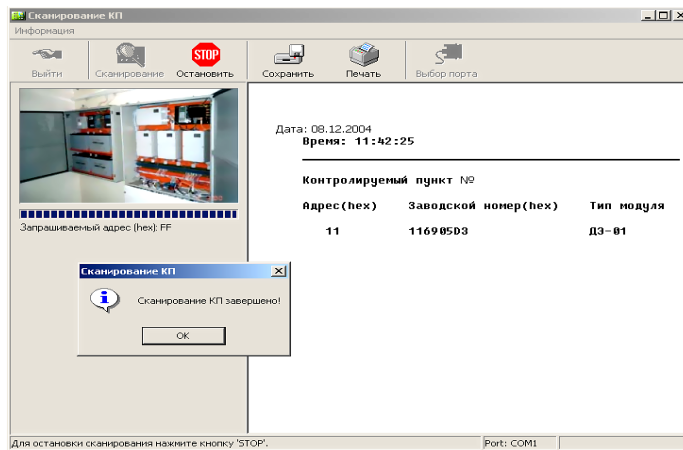 Сканирование КП
Информация
STOP
Выйти Сканирование Остановить Сохранить Печать Выбор порта
Дата: 08.12.2004
Время: 11:42:25
Контролируемый пункт №
Адрес(hex) Заводской номер(hex) Тип модуля
11 116905D3 ДЭ-01
Запрашиваемый адрес (hex): FF
Сканирование КП
Сканирование КП завершено!
OK
Для остановки сканирования нажмите кнопку 'STOP'. Port: COM1